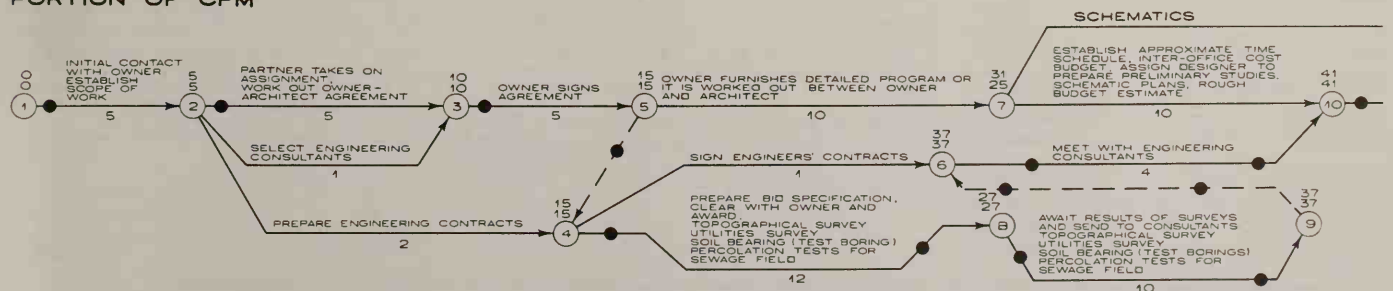 PORTION OF CPM
SCHEMATICS
0
0
1
INITIAL CONTACT
WITH OWNER
ESTABLISH
SCOPE OF
WORK
5
5
5
2
PARTNER TAKES ON
ASSIGNMENT,
WORK OUT OWNER-
ARCHITECT AGREEMENT
5
10
10
3
OWNER SIGNS
AGREEMENT
5
15
15
5
OWNER FURNISHES DETAILED PROGRAM OR
IT IS WORKED OUT BETWEEN OWNER
AND ARCHITECT
10
31
25
7
ESTABLISH APPROXIMATE TIME
SCHEDULE, INTER-OFFICE COST
BUDGET, ASSIGN DESIGNER TO
PREPARE PRELIMINARY STUDIES,
SCHEMATIC PLANS, ROUGH
BUDGET ESTIMATE
10
41
41
10
SELECT ENGINEERING
CONSULTANTS
1
SIGN ENGINEERS' CONTRACTS
1
37
37
6
MEET WITH ENGINEERING
CONSULTANTS
4
PREPARE ENGINEERING CONTRACTS
2
15
15
4
PREPARE BID SPECIFICATION,
CLEAR WITH OWNER AND
AWARD.
TOPOGRAPHICAL SURVEY
UTILITIES SURVEY
SOIL BEARING (TEST BORING)
PERCOLATION TESTS FOR
SEWAGE FIELD
12
27
27
8
AWAIT RESULTS OF SURVEYS
AND SEND TO CONSULTANTS
TOPOGRAPHICAL SURVEY
UTILITIES SURVEY
SOIL BEARING (TEST BORINGS)
PERCOLATION TESTS FOR
SEWAGE FIELD
10
37
37
9